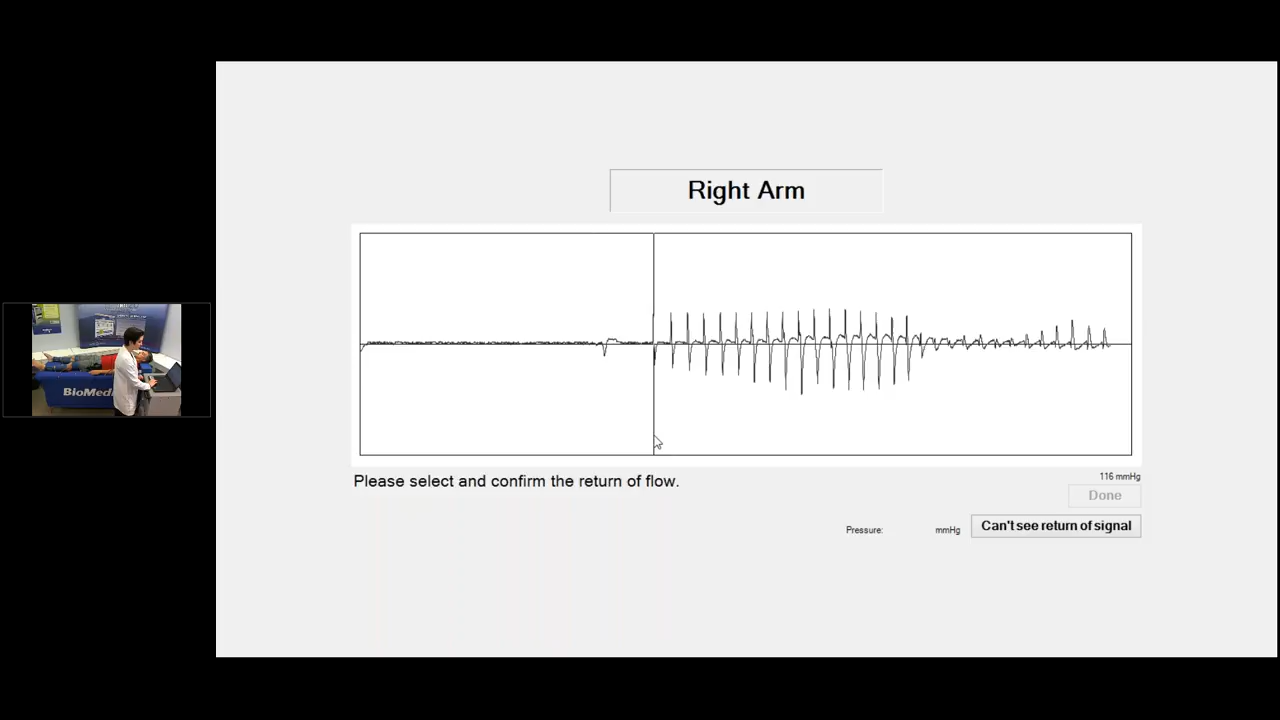 Right Arm
Please select and confirm the return of flow.
116 mmHg
Done
Pressure: mmHg Can't see return of signal
BioMedi